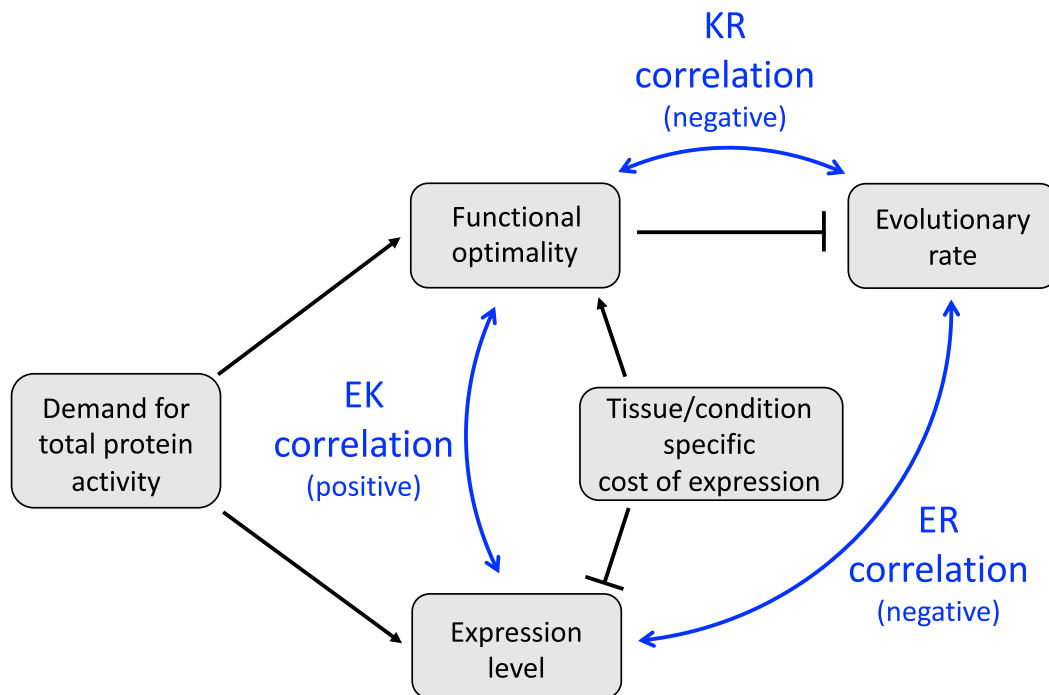 KR
correlation
(negative)
Functional
optimality
Evolutionary
rate
Demand for
total protein
activity
EK
correlation
(positive)
Tissue/condition
specific
cost of expression
ER
correlation
(negative)
Expression
level